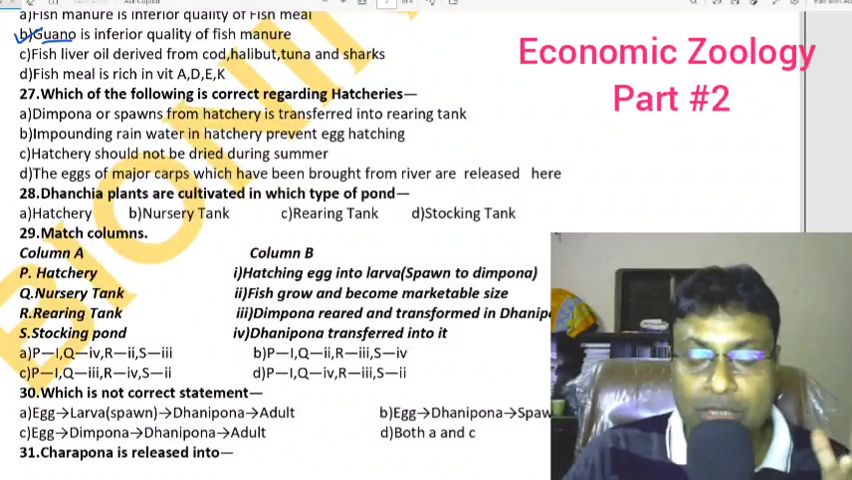 a)Fish manure is inferior quality of Fish meal
b)Guano is inferior quality of fish manure
c)Fish liver oil derived from cod,halibut,tuna and sharks
d)Fish meal is rich in vit A,D,E,K
27.Which of the following is correct regarding Hatcheries—
a)Dimpona or spawns from hatchery is transferred into rearing tank
b)Impounding rain water in hatchery prevent egg hatching
c)Hatchery should not be dried during summer
d)The eggs of major carps which have been brought from river are released here
28.Dhanchia plants are cultivated in which type of pond—
a)Hatchery b)Nursery Tank c)Rearing Tank d)Stocking Tank
29.Match columns.
Column A Column B
P. Hatchery i)Hatching egg into larva(Spawn to dimpona)
Q.Nursery Tank ii)Fish grow and become marketable size
R.Rearing Tank iii)Dimpona reared and transformed in Dhanip
S.Stocking pond iv)Dhanipona transferred into it
a)P—I,Q—iv,R—ii,S—iii b)P—I,Q—ii,R—iii,S—iv
c)P—I,Q—iii,R—iv,S—ii d)P—I,Q—iv,R—iii,S—ii
30.Which is not correct statement—
a)Egg→Larva(spawn)→Dhanipona→Adult b)Egg→Dhanipona→Spaw
c)Egg→Dimpona→Dhanipona→Adult d)Both a and c
31.Charapona is released into—
Economic Zoology
Part #2